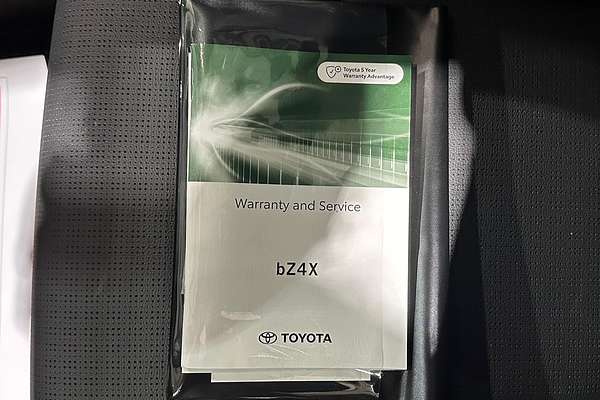 Toyota 5 Year
Warranty Advantage
Warranty and Service
bZ4X
TOYOTA